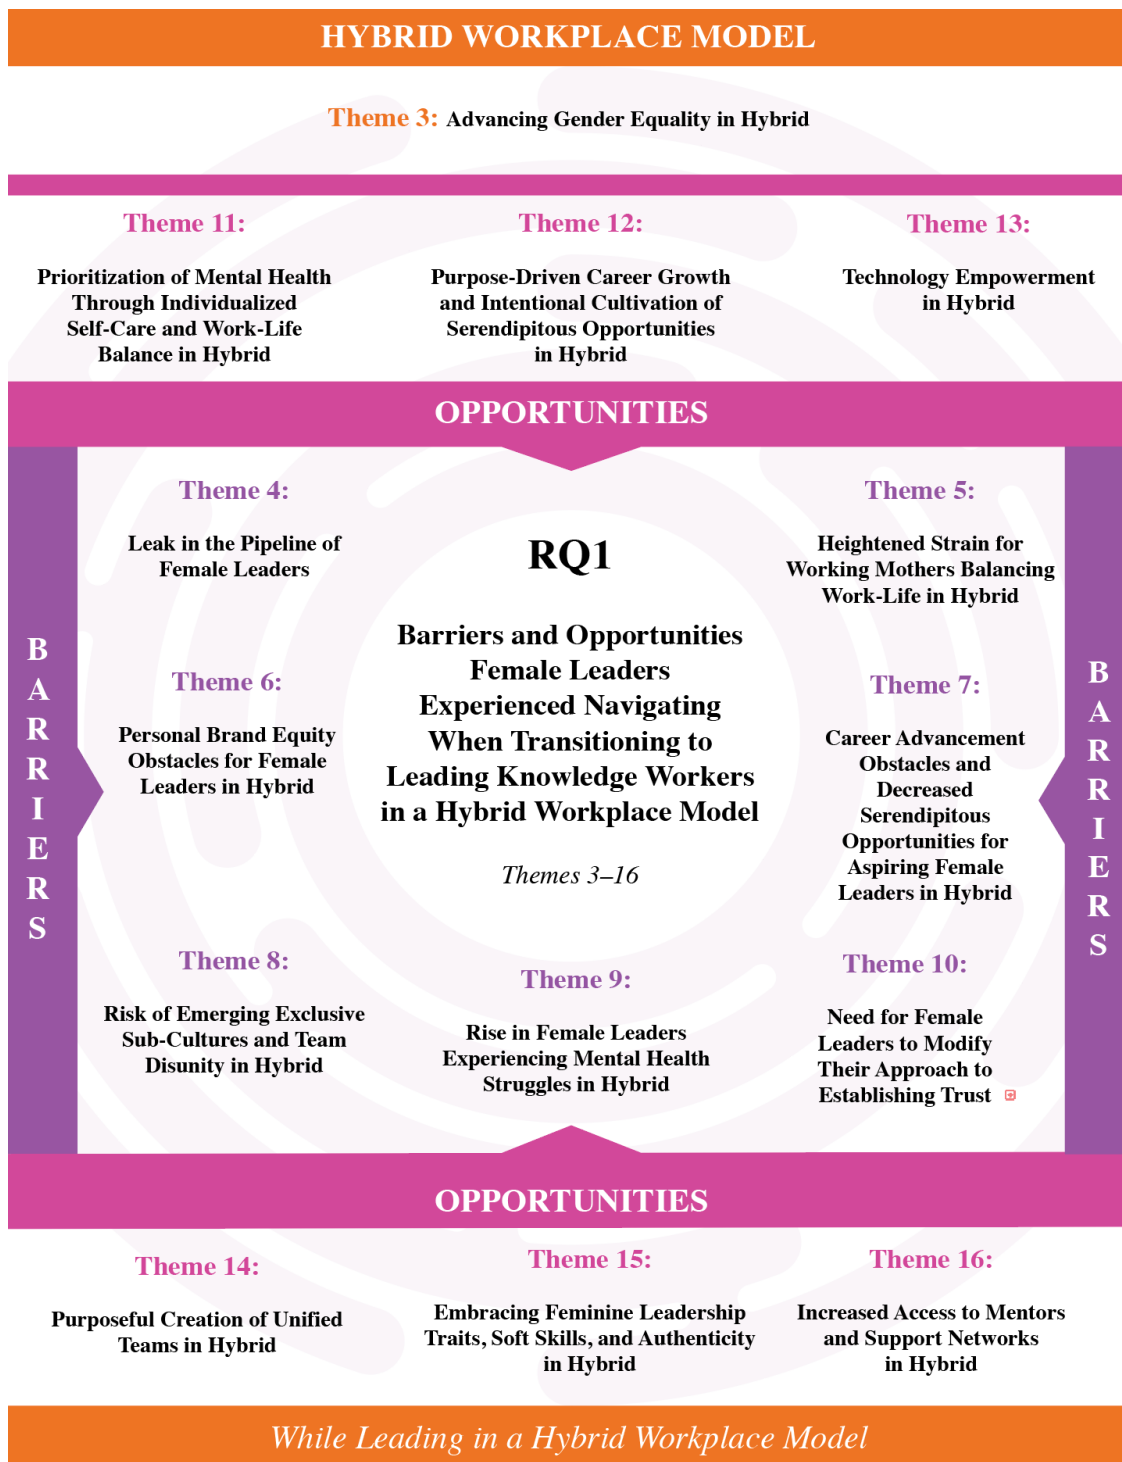 HYBRID WORKPLACE MODEL
Theme 3: Advancing Gender Equality in Hybrid
Theme 11:
Prioritization of Mental Health
Through Individualized
Self-Care and Work-Life
Balance in Hybrid
Theme 12:
Purpose-Driven Career Growth
and Intentional Cultivation of
Serendipitous Opportunities
in Hybrid
Theme 13:
Technology Empowerment
in Hybrid
OPPORTUNITIES
BARRIERS
Theme 4:
Leak in the Pipeline of
Female Leaders
Theme 5:
Heightened Strain for
Working Mothers Balancing
Work-Life in Hybrid
RQ1
Barriers and Opportunities
Female Leaders
Experienced Navigating
When Transitioning to
Leading Knowledge Workers
in a Hybrid Workplace Model
Themes 3–16
Theme 6:
Personal Brand Equity
Obstacles for Female
Leaders in Hybrid
Theme 7:
Career Advancement
Obstacles and
Decreased
Serendipitous
Opportunities for
Aspiring Female
Leaders in Hybrid
BARRIERS
Theme 8:
Risk of Emerging Exclusive
Sub-Cultures and Team
Disunity in Hybrid
Theme 9:
Rise in Female Leaders
Experiencing Mental Health
Struggles in Hybrid
Theme 10:
Need for Female
Leaders to Modify
Their Approach to
Establishing Trust
OPPORTUNITIES
Theme 14:
Purposeful Creation of Unified
Teams in Hybrid
Theme 15:
Embracing Feminine Leadership
Traits, Soft Skills, and Authenticity
in Hybrid
Theme 16:
Increased Access to Mentors
and Support Networks
in Hybrid
While Leading in a Hybrid Workplace Model